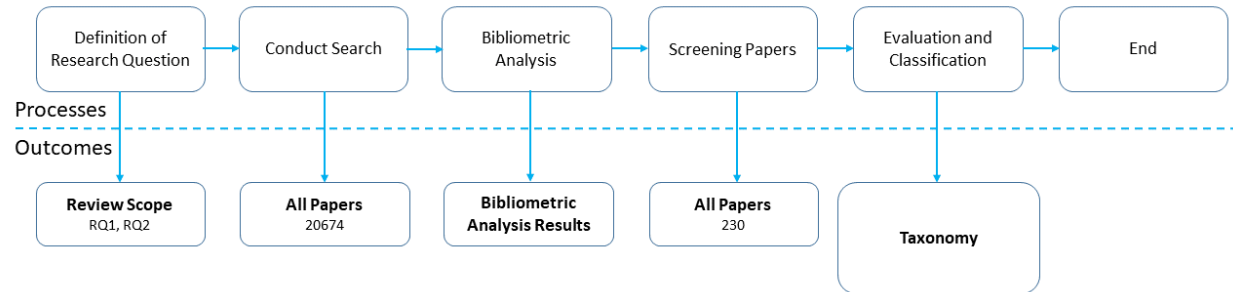 Definition of
Research Question
Conduct Search
Bibliometric
Analysis
Screening Papers
Evaluation and
Classification
End
Processes
Outcomes
Review Scope
RQ1, RQ2
All Papers
20674
Bibliometric
Analysis Results
All Papers
230
Taxonomy